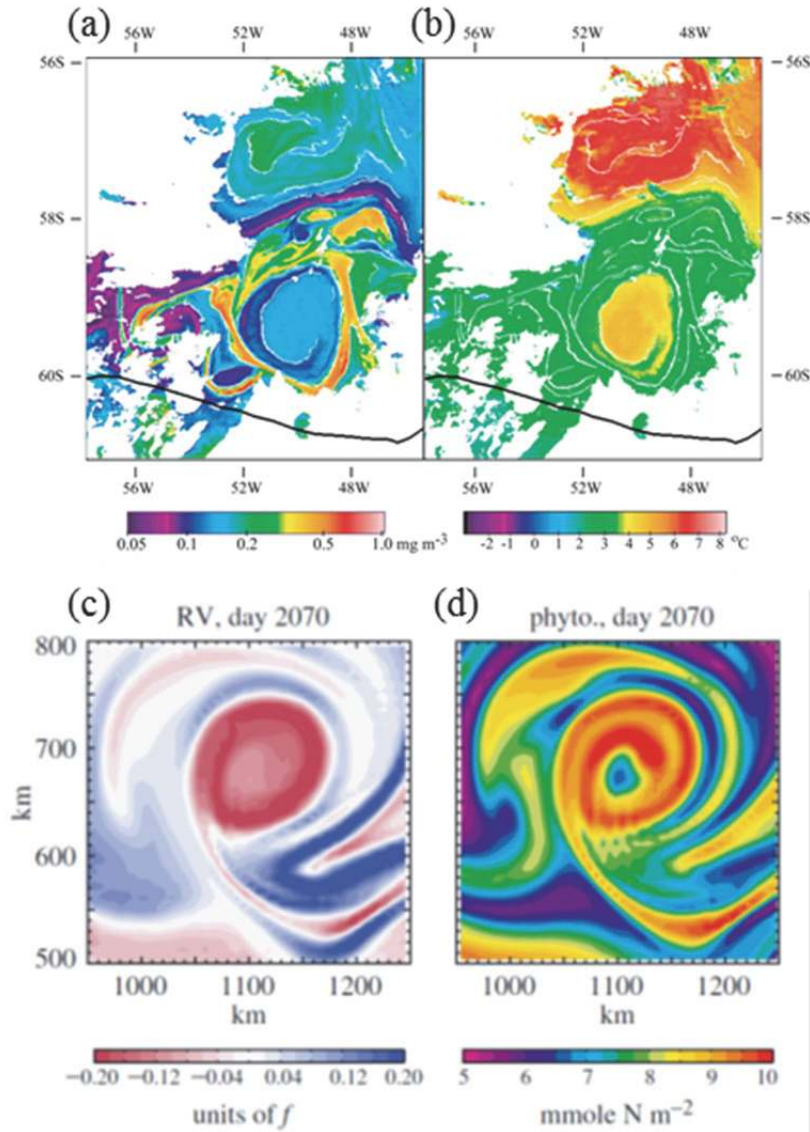 (a) (b)
56W 52W 48W 56W 52W 48W
56S 56S
58S 58S
60S 60S
56W 52W 48W 56W 52W 48W
0.05 0.1 0.2 0.5 1.0 mg m⁻³ -2 -1 0 1 2 3 4 5 6 7 8 °C
(c) (d)
RV, day 2070 phyto., day 2070
800
700
600
500
km
1000 1100 1200 1000 1100 1200
km km
−0.20 −0.12 −0.04 0.04 0.12 0.20 5 6 7 8 9 10
units of f mmole N m⁻²